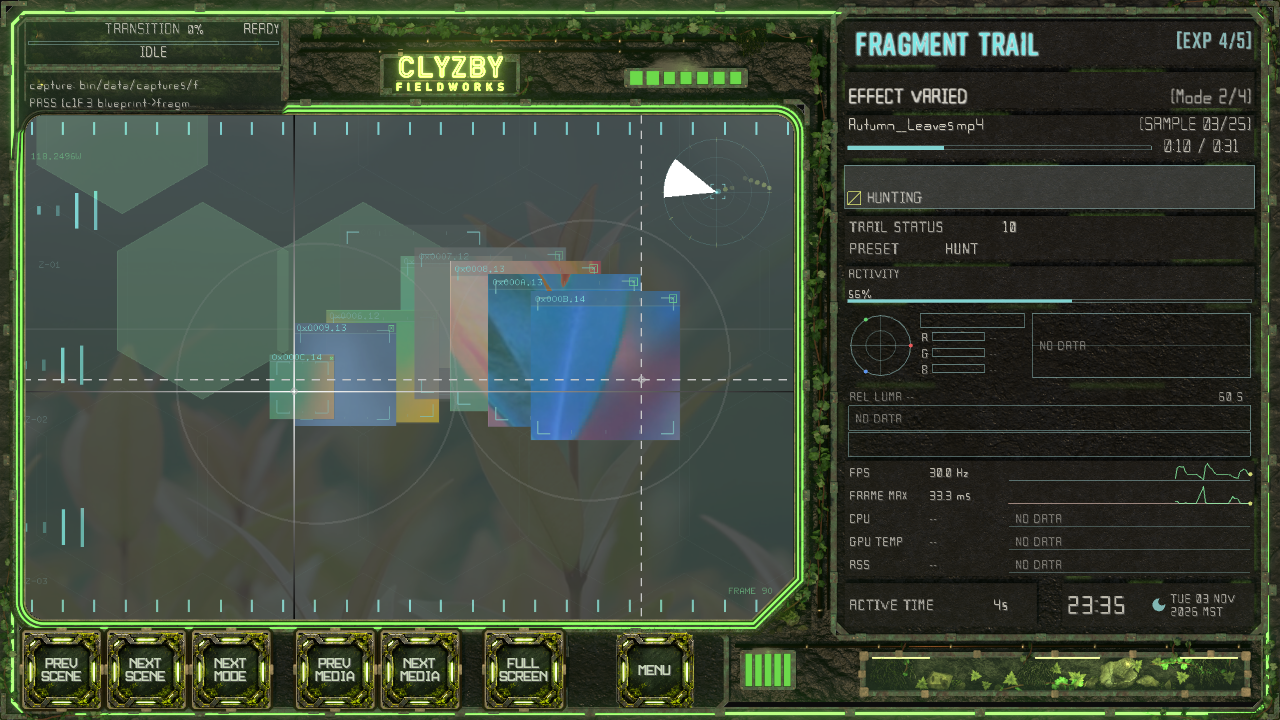 TRANSITION 0% READY
IDLE
capture: bin/data/captures/f
PASS [c]F3 blueprint->fragm...
CLYZBY
FIELDWORKS
FRAGMENT TRAIL [EXP 4/5]
EFFECT VARIED [Mode 2/4]
Autumn_Leaves.mp4 [SAMPLE 03/25]
0:10 / 0:31
HUNTING
TRAIL STATUS 10
PRESET HUNT
ACTIVITY
56%
R
G
B
NO DATA
REL LUMA -- 60 S
NO DATA
FPS 30.0 Hz
FRAME MAX 33.3 mS
CPU -- NO DATA
GPU TEMP -- NO DATA
RSS -- NO DATA
ACTIVE TIME 4s
23:35
TUE 03 NOV
2026 MST
118.2496W
Z-01
Z-02
Z-03
0x0007.12
0x0008.13
0x000A.13
0x000B.14
0x0006.12
0x0009.13
0x000C.14
FRAME 90
PREV SCENE
NEXT SCENE
NEXT MODE
PREV MEDIA
NEXT MEDIA
FULL SCREEN
MENU